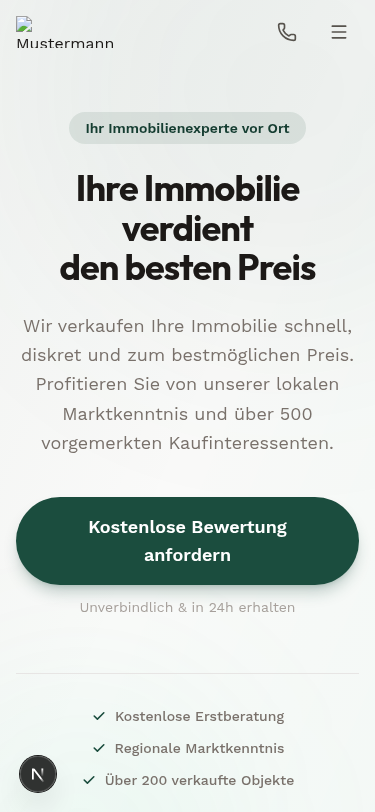 Mustermann
Ihr Immobilienexperte vor Ort
Ihre Immobilie
verdient
den besten Preis
Wir verkaufen Ihre Immobilie schnell,
diskret und zum bestmöglichen Preis.
Profitieren Sie von unserer lokalen
Marktkenntnis und über 500
vorgemerkten Kaufinteressenten.
Kostenlose Bewertung
anfordern
Unverbindlich & in 24h erhalten
Kostenlose Erstberatung
Regionale Marktkenntnis
Über 200 verkaufte Objekte
N